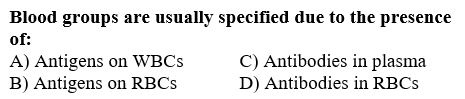 Blood groups are usually specified due to the presence
of:
A) Antigens on WBCs C) Antibodies in plasma
B) Antigens on RBCs D) Antibodies in RBCs